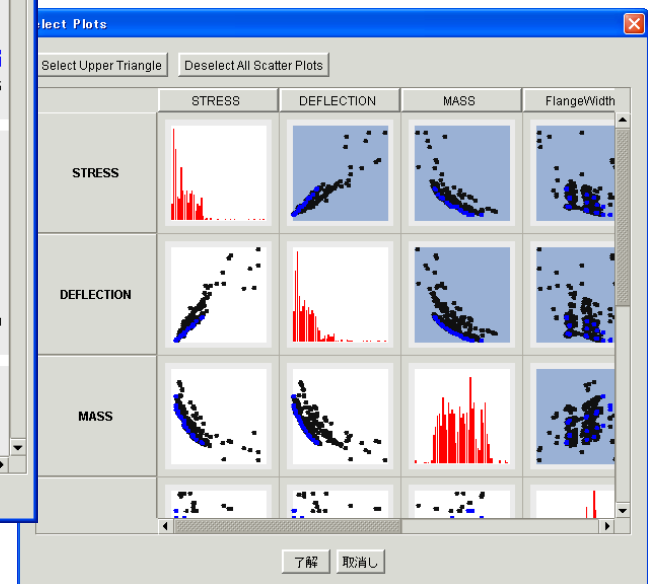 lect Plots
Select Upper Triangle Deselect All Scatter Plots
STRESS DEFLECTION MASS FlangeWidth
STRESS
DEFLECTION
MASS
了解 取消し